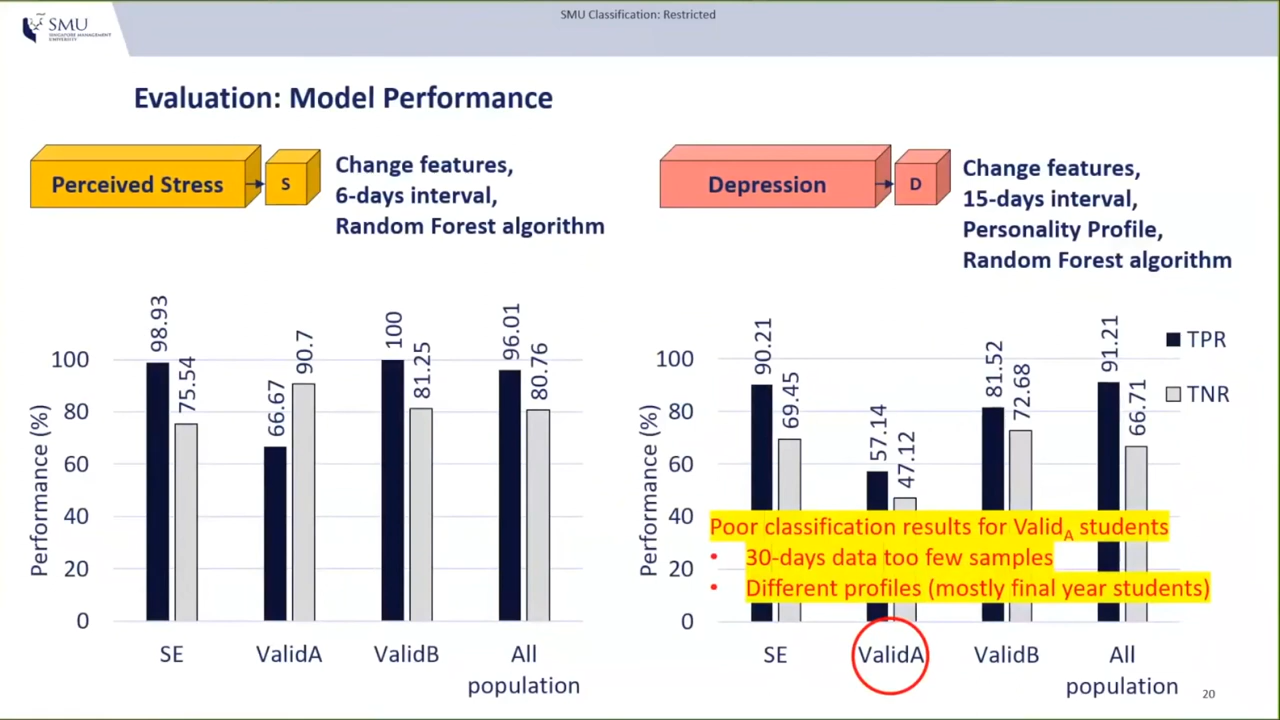 SMU Classification: Restricted
SMU
SINGAPORE MANAGEMENT
UNIVERSITY
Evaluation: Model Performance
Perceived Stress
S
Change features,
6-days interval,
Random Forest algorithm
Depression
D
Change features,
15-days interval,
Personality Profile,
Random Forest algorithm
Performance (%)
100
80
60
40
20
0
98.93
75.54
66.67
90.7
100
81.25
96.01
80.76
SE
ValidA
ValidB
All
population
Performance (%)
100
80
60
40
20
0
90.21
69.45
57.14
47.12
81.52
72.68
91.21
66.71
TPR
TNR
Poor classification results for ValidA students
• 30-days data too few samples
• Different profiles (mostly final year students)
SE
ValidA
ValidB
All
population
20